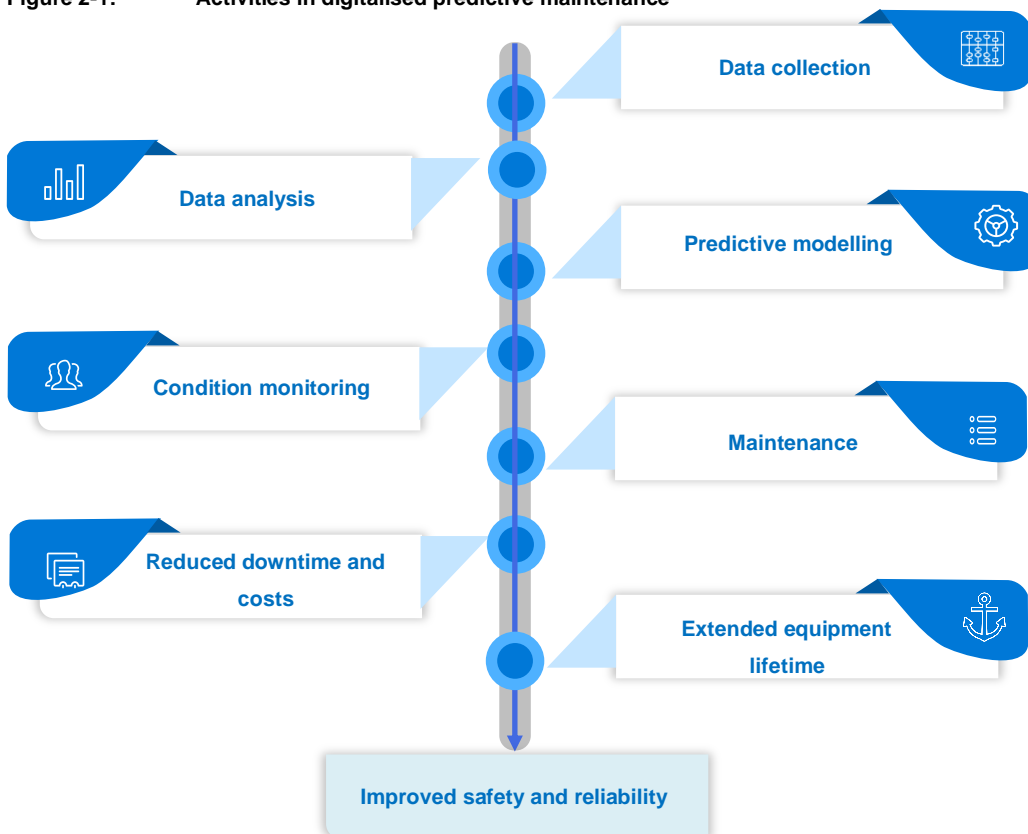 Figure 2-1: Activities in digitalised predictive maintenance
Data collection
Data analysis
Predictive modelling
Condition monitoring
Maintenance
Reduced downtime and
costs
Extended equipment
lifetime
Improved safety and reliability